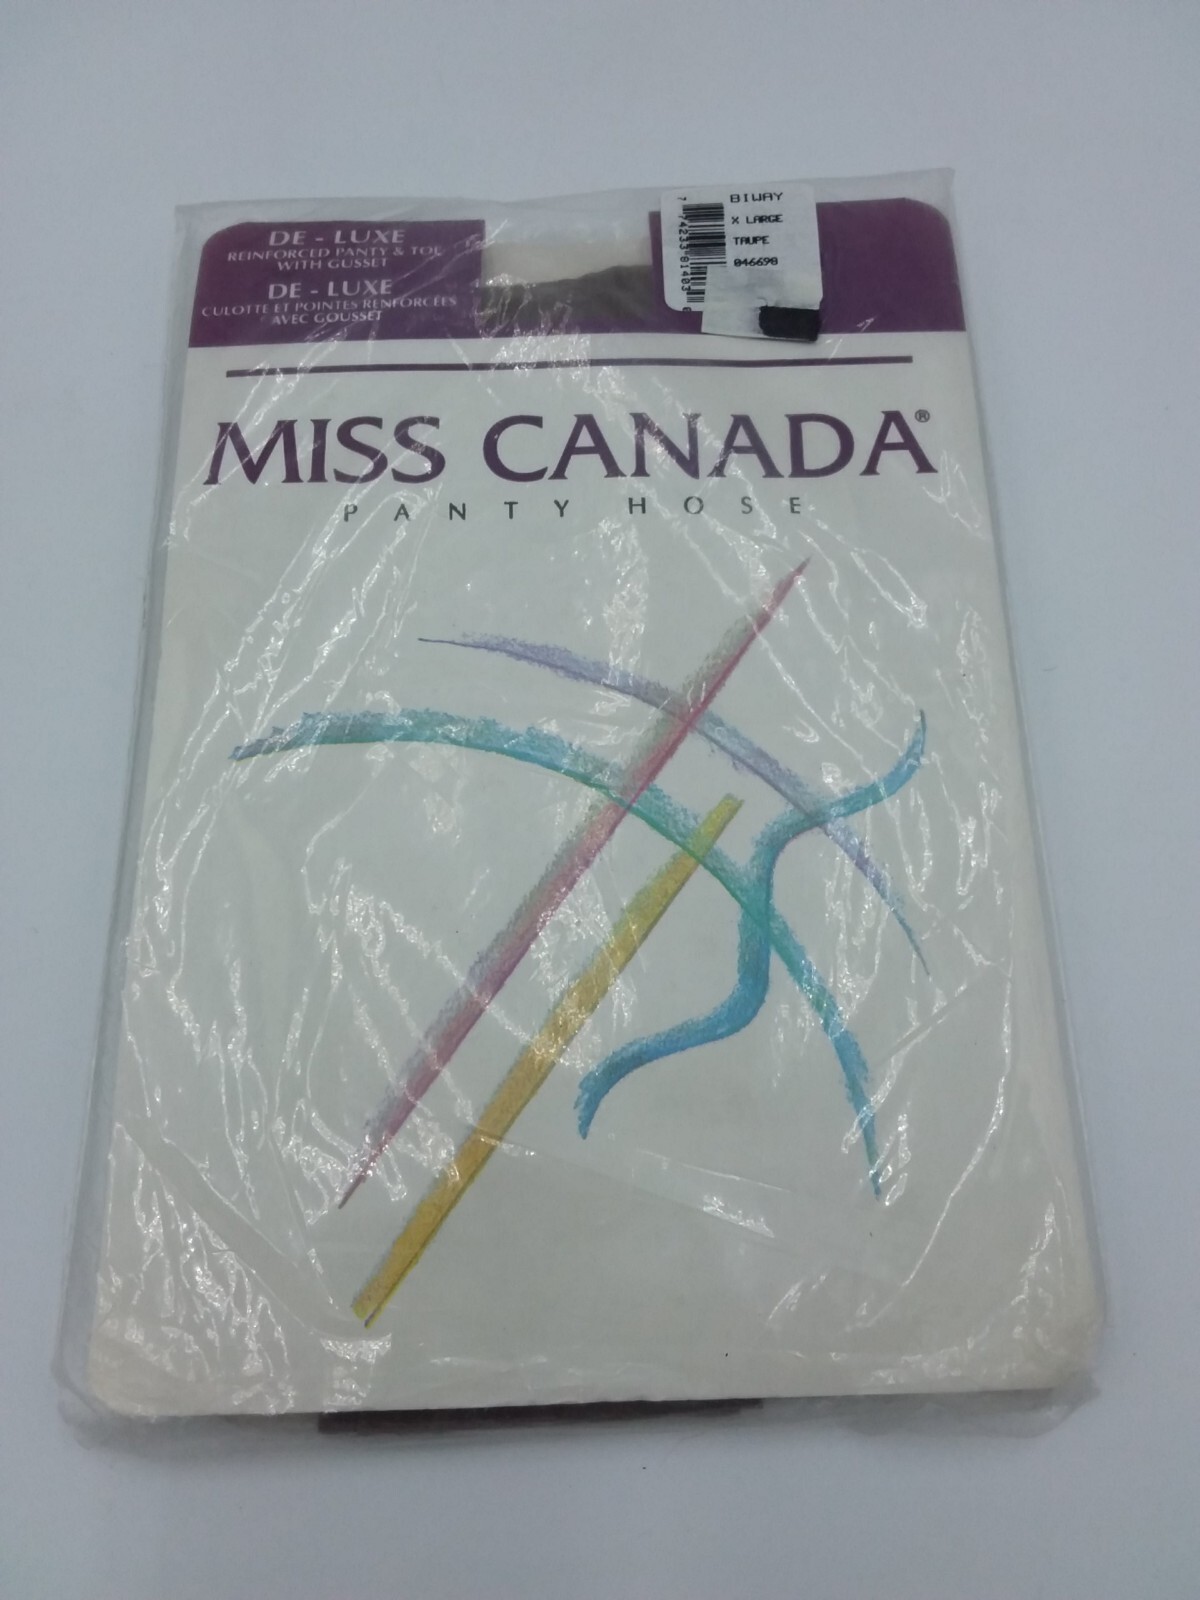 DE - LUXE
REINFORCED PANTY & TOE
WITH GUSSET
DE - LUXE
CULOTTE ET POINTES RENFORCÉES
AVEC GOUSSET
BIWAY
X LARGE
TAUPE
046698
MISS CANADA®
PANTY HOSE